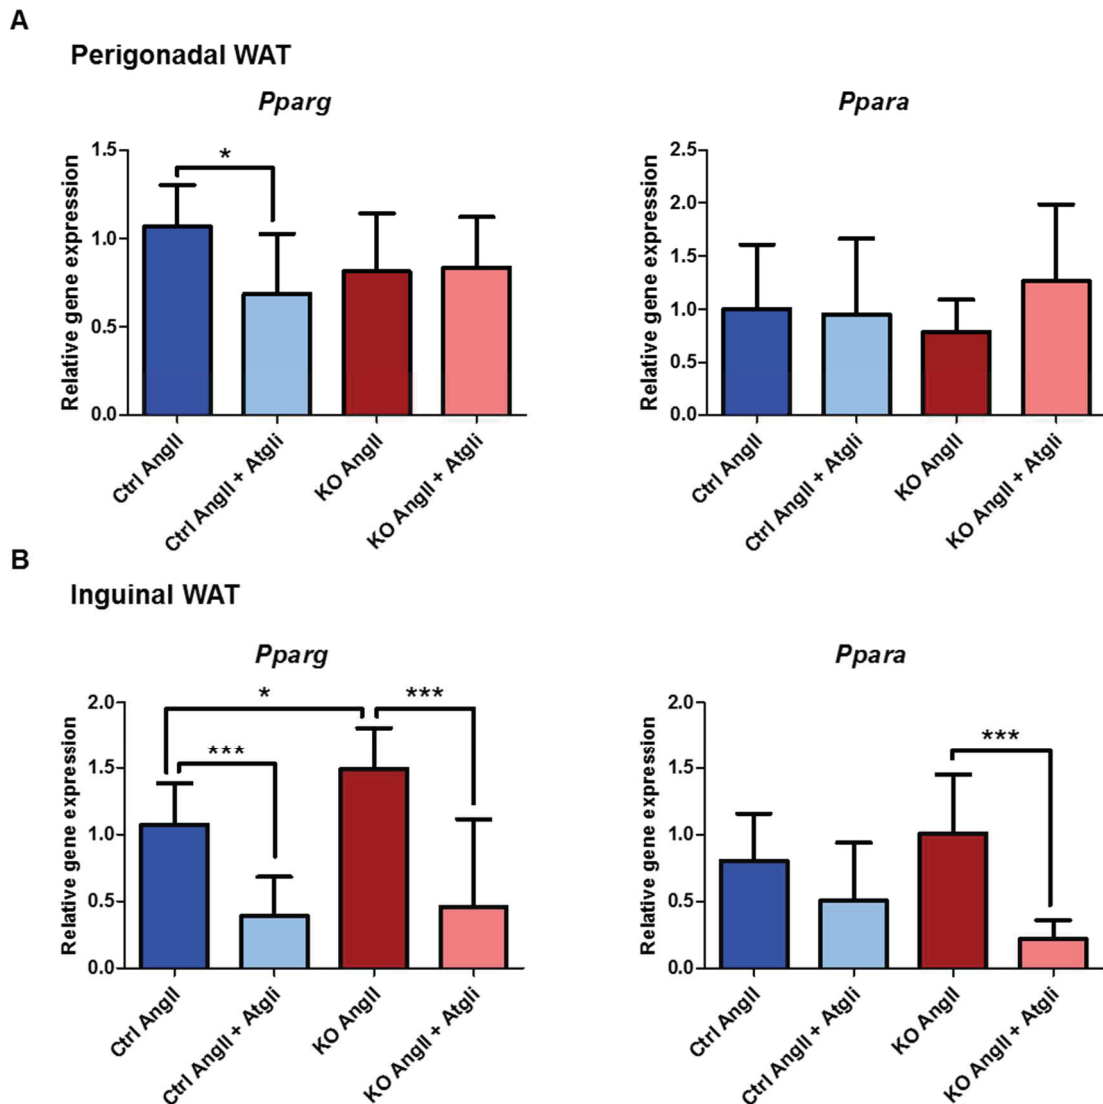 A
Perigonadal WAT
Pparg
Relative gene expression
1.5
1.0
0.5
0.0
*
Ctrl AngII
Ctrl AngII + Atgli
KO AngII
KO AngII + Atgli
Ppara
Relative gene expression
2.5
2.0
1.5
1.0
0.5
0.0
Ctrl AngII
Ctrl AngII + Atgli
KO AngII
KO AngII + Atgli
B
Inguinal WAT
Pparg
Relative gene expression
2.0
1.5
1.0
0.5
0.0
*
***
***
Ctrl AngII
Ctrl AngII + Atgli
KO AngII
KO AngII + Atgli
Ppara
Relative gene expression
2.0
1.5
1.0
0.5
0.0
***
Ctrl AngII
Ctrl AngII + Atgli
KO AngII
KO AngII + Atgli